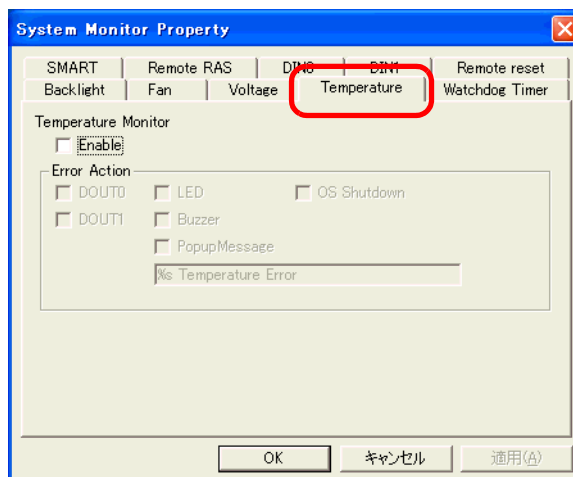 System Monitor Property
SMART Remote RAS DIN0 DIN1 Remote reset
Backlight Fan Voltage Temperature Watchdog Timer
Temperature Monitor
Enable
Error Action
DOUT0 LED OS Shutdown
DOUT1 Buzzer
PopupMessage
%s Temperature Error
OK キャンセル 適用(A)